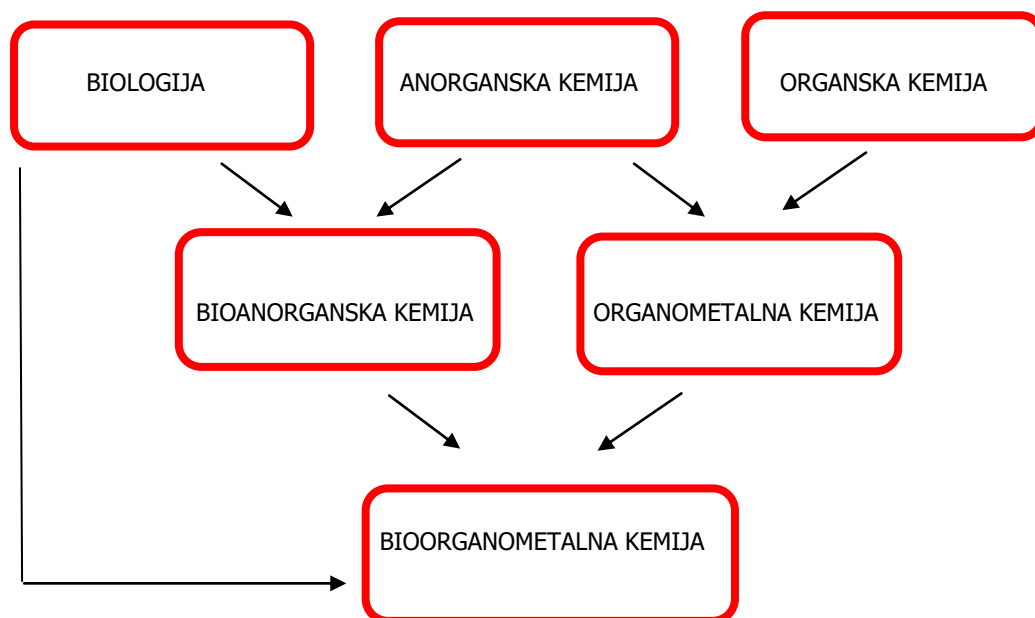 BIOLOGIJA
ANORGANSKA KEMIJA
ORGANSKA KEMIJA
BIOANORGANSKA KEMIJA
ORGANOMETALNA KEMIJA
BIOORGANOMETALNA KEMIJA